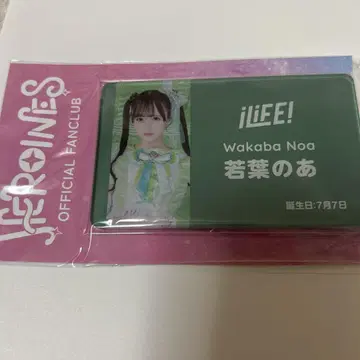 HEROINES
OFFICIAL FANCLUB
iLiFE!
Wakaba Noa
若葉のあ
誕生日:7月7日